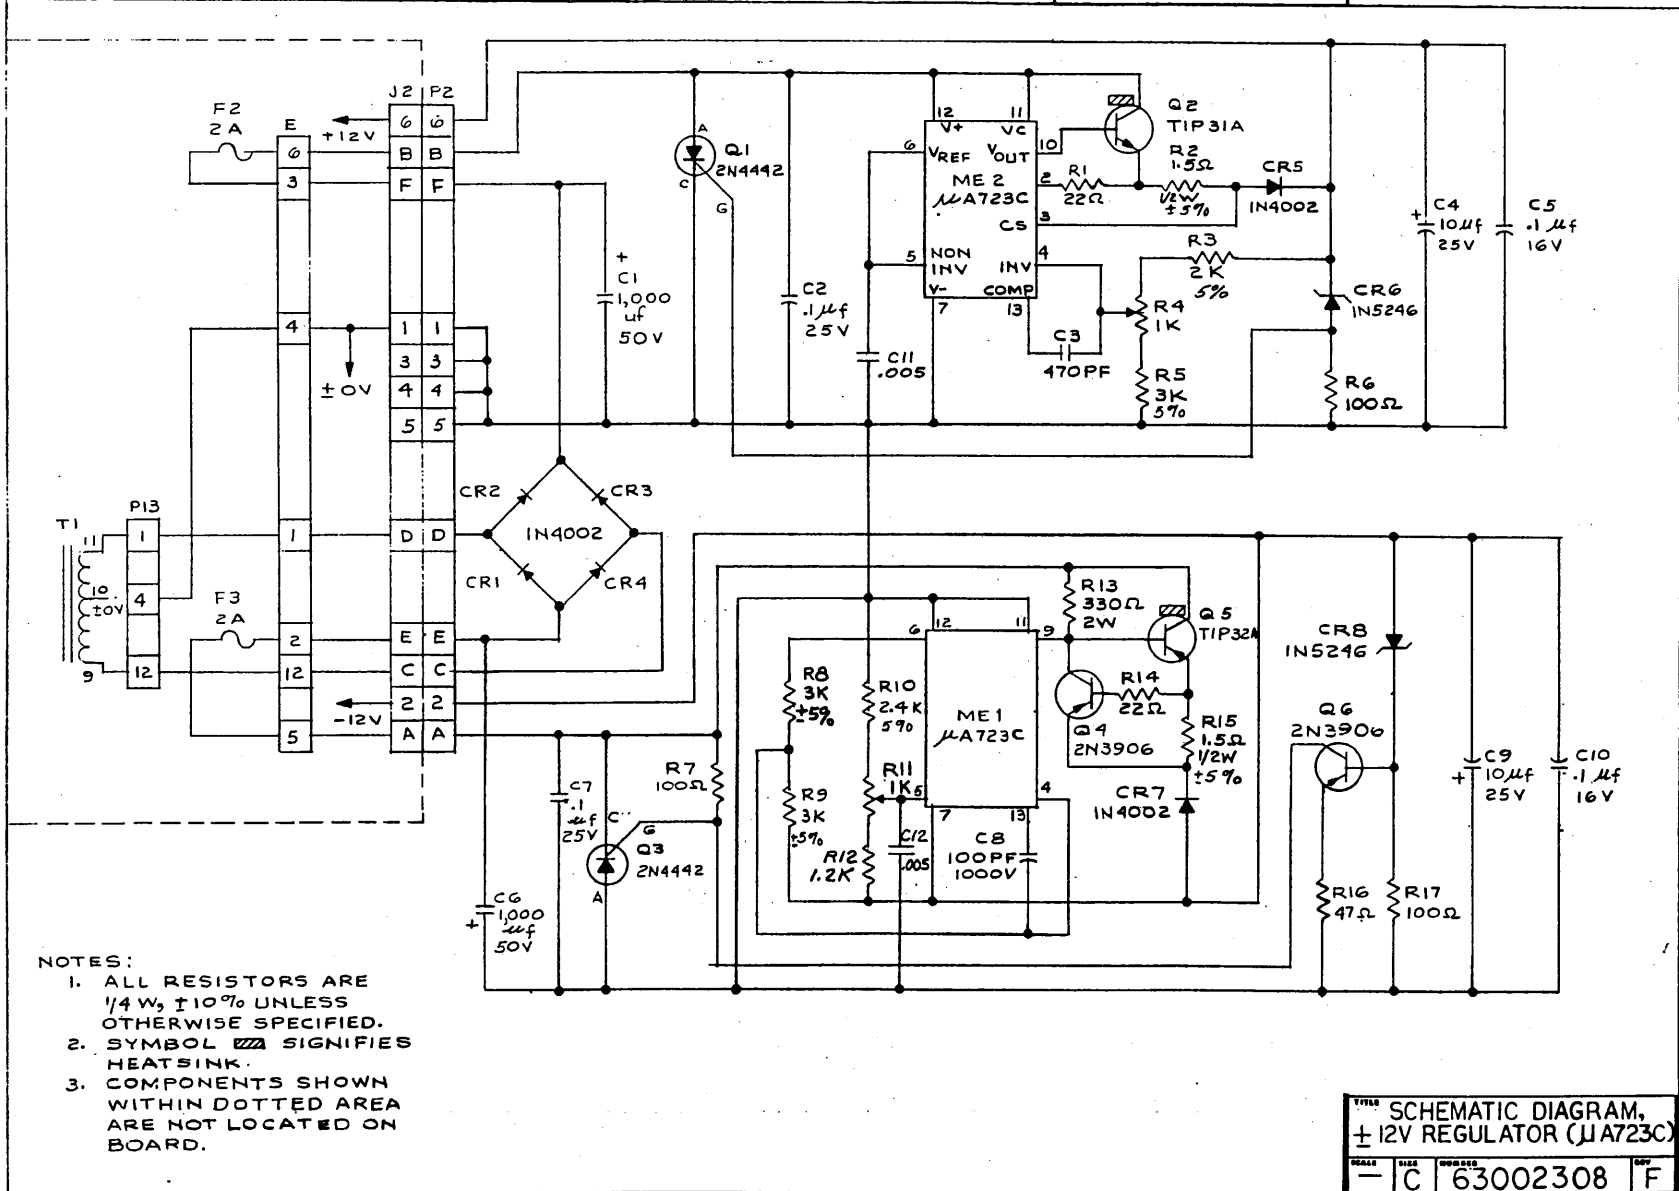 F2
2A
E
6
3
4
1
2
12
5
+12V
±0V
-12V
J2
P2
6
6
B
B
F
F
1
1
3
3
4
4
5
5
D
D
E
E
C
C
2
2
A
A
T1
11
10
±0V
9
P13
1
4
12
F3
2A
+
C1
1,000
uf
50V
CR2
CR3
1N4002
CR1
CR4
A
Q1
2N4442
C
G
C2
.1µf
25V
12
11
V+
VC
6
VREF
VOUT
10
ME2
µA723C
2
CS
3
5
NON
INV
INV
4
V-
COMP
7
13
Q2
TIP31A
R2
1.5Ω
1/2W
±5%
R1
22Ω
CR5
1N4002
R3
2K
5%
R4
1K
R5
3K
5%
C3
470PF
C11
.005
CR6
1N5246
R6
100Ω
+
C4
10µf
25V
C5
.1µf
16V
R13
330Ω
2W
Q5
TIP32A
12
11
6
9
ME1
µA723C
5
4
7
13
R8
3K
±5%
R9
3K
±5%
R10
2.4K
5%
R11
1K
R12
1.2K
C12
.005
C8
100PF
1000V
Q4
2N3906
R14
22Ω
R15
1.5Ω
1/2W
±5%
CR7
1N4002
CR8
1N5246
Q6
2N3906
R16
47Ω
R17
100Ω
C9
+
10µf
25V
C10
.1µf
16V
R7
100Ω
C7
.1
µf
25V
C
G
Q3
2N4442
A
C6
1,000
+
µf
50V
NOTES:
1. ALL RESISTORS ARE
1/4 W, ±10% UNLESS
OTHERWISE SPECIFIED.
2. SYMBOL SIGNIFIES
HEATSINK.
3. COMPONENTS SHOWN
WITHIN DOTTED AREA
ARE NOT LOCATED ON
BOARD.
TITLE
SCHEMATIC DIAGRAM,
± 12V REGULATOR (µA723C)
SCALE
—
SIZE
C
NUMBER
63002308
REV
F